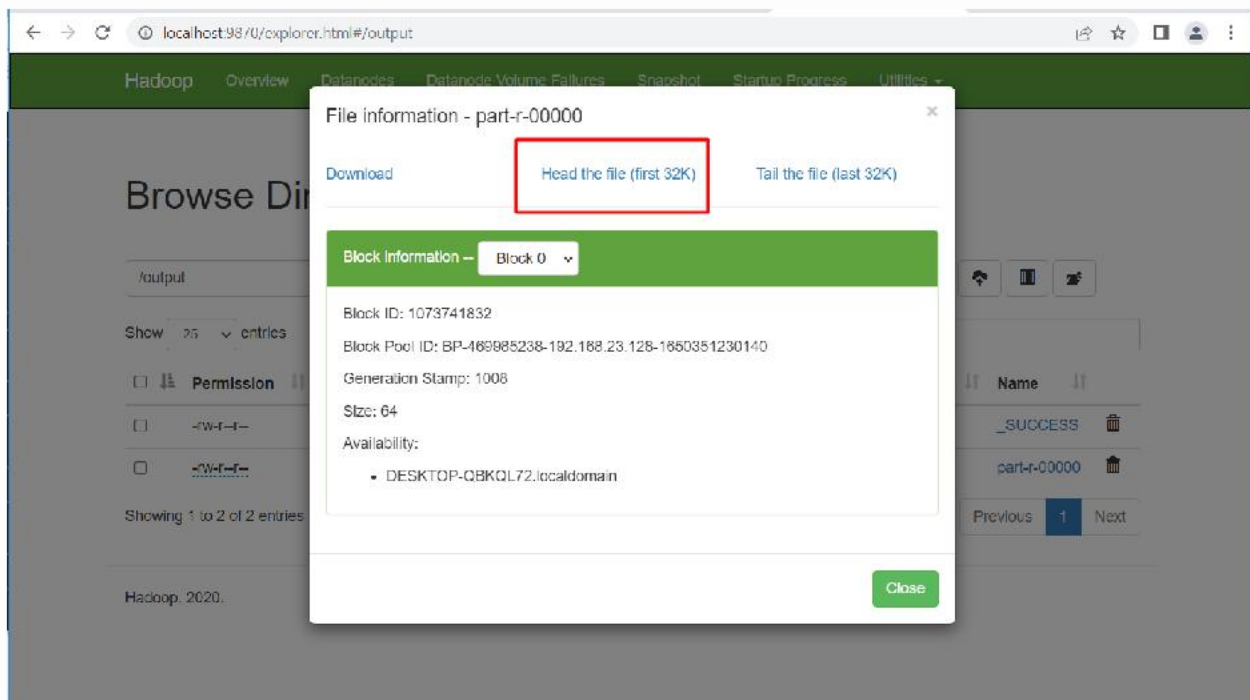 localhost:9870/explorer.html#/output
Hadoop Overview Datanodes Datanode Volume Failures Snapshot Startup Progress Utilities
File information - part-r-00000 ×
Download Head the file (first 32K) Tail the file (last 32K)
Browse Dir
Block Information -- Block 0
/output
Block ID: 1073741832
Show 25 entries
Block Pool ID: BP-469985238-192.168.23.128-1650351230140
Permission Generation Stamp: 1008 Name
Size: 64
-rw-r--r-- _SUCCESS
Availability:
-rw-r--r-- part-r-00000
DESKTOP-QBKQL72.localdomain
Showing 1 to 2 of 2 entries Previous 1 Next
Close
Hadoop, 2020.